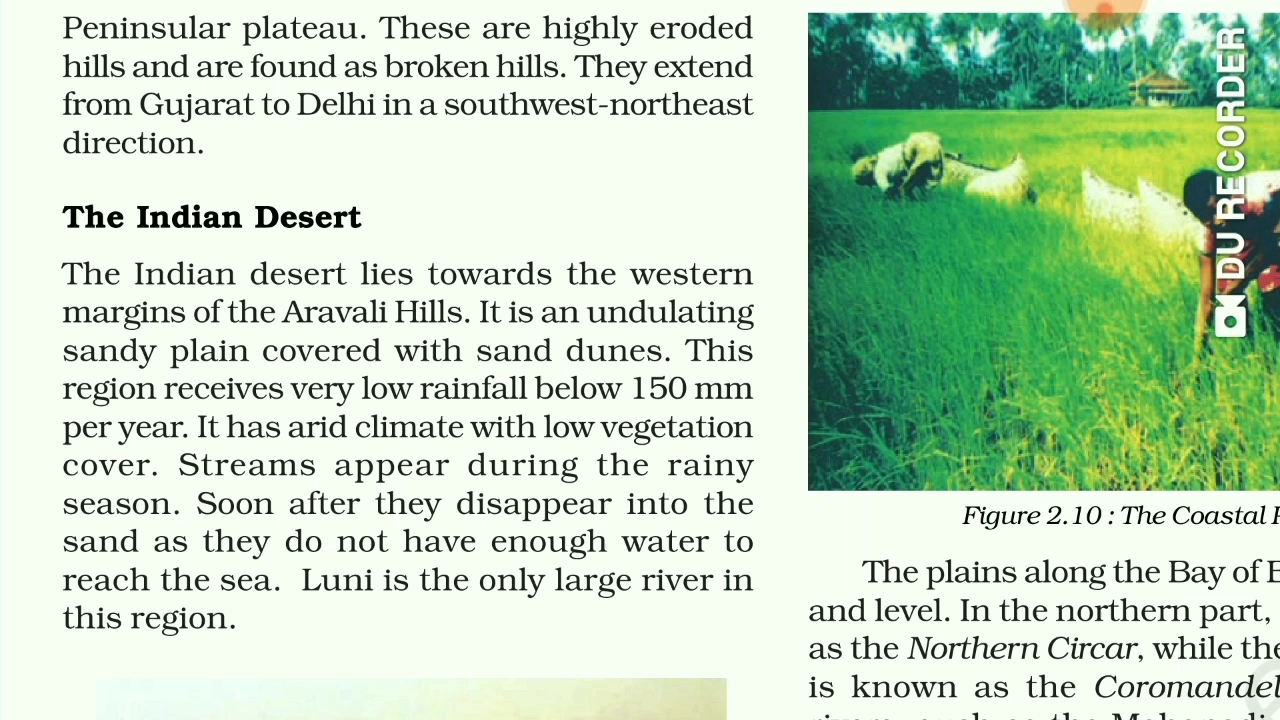 Peninsular plateau. These are highly eroded
hills and are found as broken hills. They extend
from Gujarat to Delhi in a southwest-northeast
direction.
The Indian Desert
The Indian desert lies towards the western
margins of the Aravali Hills. It is an undulating
sandy plain covered with sand dunes. This
region receives very low rainfall below 150 mm
per year. It has arid climate with low vegetation
cover. Streams appear during the rainy
season. Soon after they disappear into the
sand as they do not have enough water to
reach the sea. Luni is the only large river in
this region.
DU RECORDER
Figure 2.10 : The Coastal
The plains along the Bay of
and level. In the northern part,
as the Northern Circar, while the
is known as the Coromandel